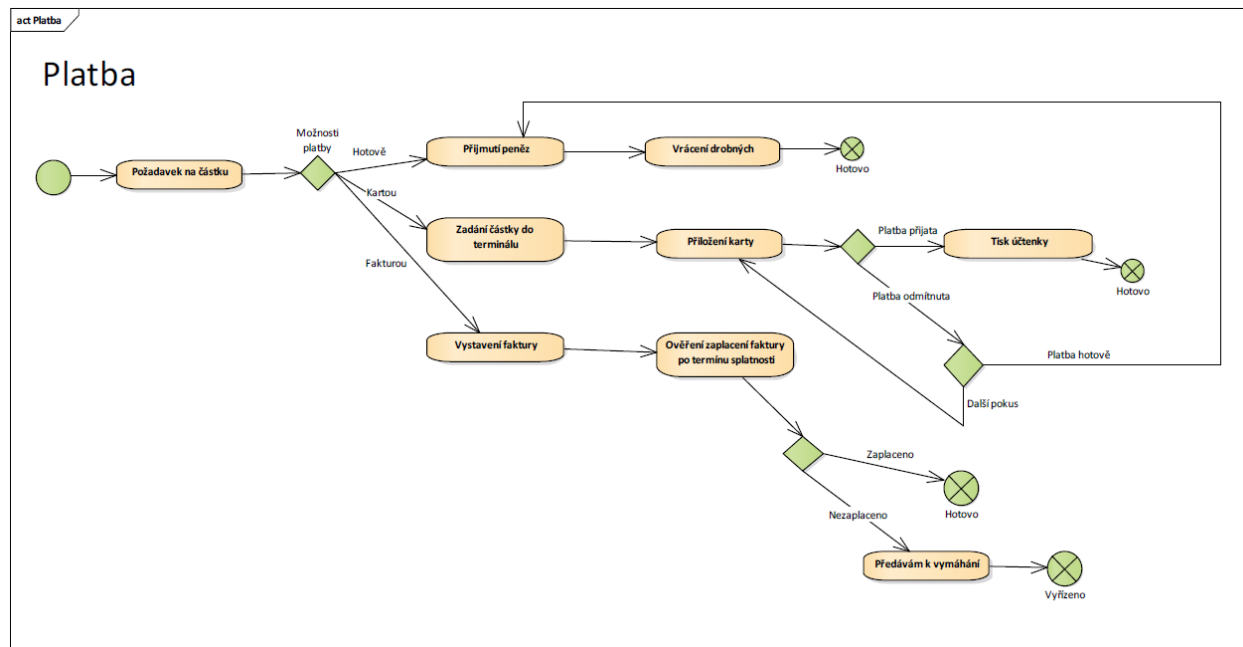 act Platba
Platba
Možnosti
platby
Hotově
Přijmutí peněz
Vrácení drobných
Hotovo
Požadavek na částku
Kartou
Zadání částky do
terminálu
Přiložení karty
Platba přijata
Tisk účtenky
Hotovo
Fakturou
Platba odmítnuta
Vystavení faktury
Ověření zaplacení faktury
po termínu splatnosti
Platba hotově
Další pokus
Zaplaceno
Hotovo
Nezaplaceno
Předávám k vymáhání
Vyřízeno